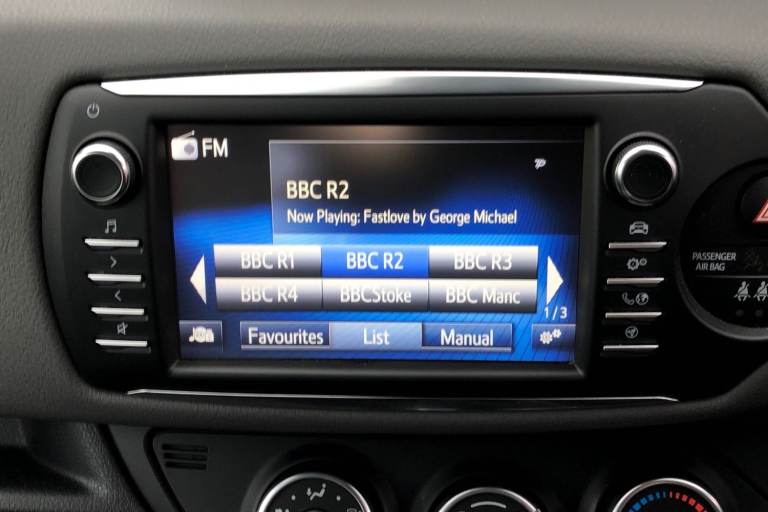 FM
BBC R2
Now Playing: Fastlove by George Michael
BBC R1 BBC R2 BBC R3
BBC R4 BBCStoke BBC Manc
1/3
Favourites List Manual
PASSENGER
AIR BAG